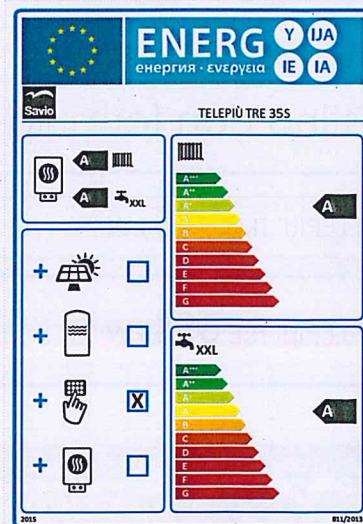 ENERG Y IJA
енергия · ενεργεια IE IA
Savio
TELEPIÙ TRE 35S
A
A XXL
A+++
A++
A+
A
B
C
D
E
F
G
A
+
+
+ X
+
XXL
A+++
A++
A+
A
B
C
D
E
F
G
A
2015
811/2013